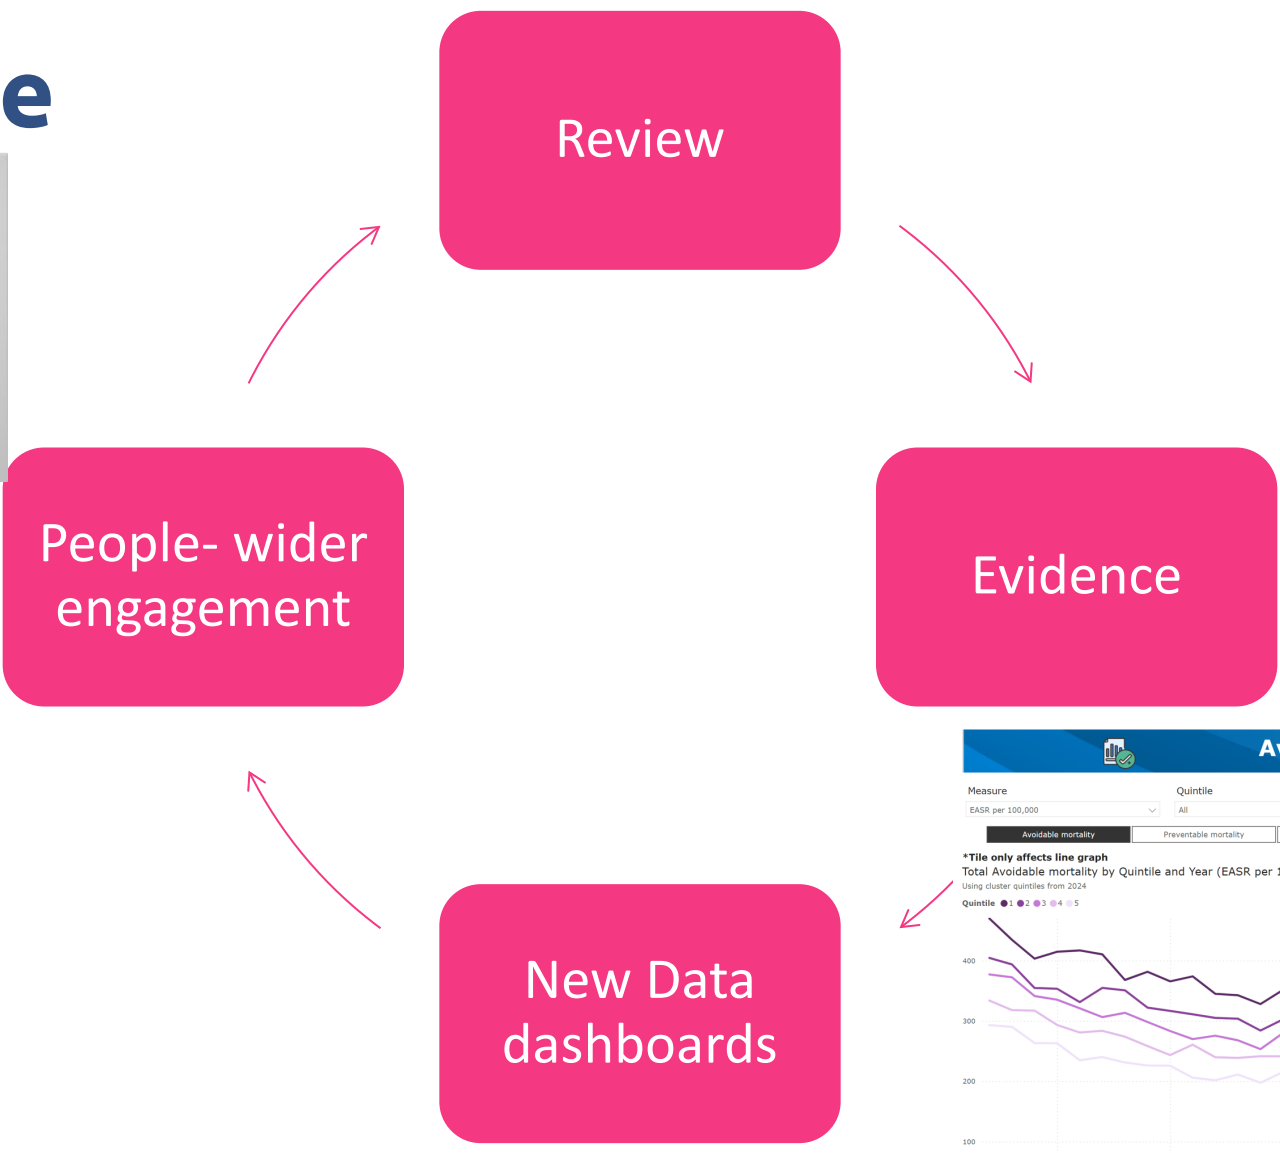 e
Review
People- wider
engagement
Evidence
New Data
dashboards
Measure
Quintile
EASR per 100,000
All
Avoidable mortality
Preventable mortality
*Tile only affects line graph
Total Avoidable mortality by Quintile and Year (EASR per
Using cluster quintiles from 2024
Quintile 1 2 3 4 5
400
300
200
100